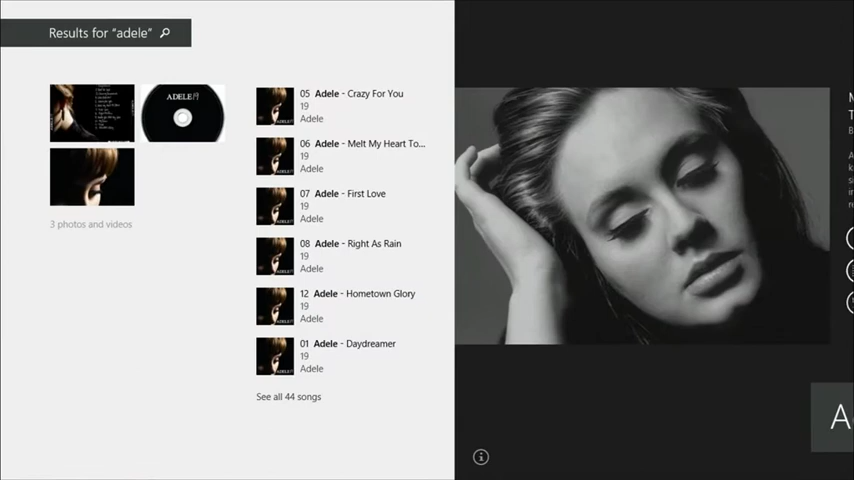 Results for “adele”
ADELE 19
3 photos and videos
05 Adele - Crazy For You
19
Adele
06 Adele - Melt My Heart To...
19
Adele
07 Adele - First Love
19
Adele
08 Adele - Right As Rain
19
Adele
12 Adele - Hometown Glory
19
Adele
01 Adele - Daydreamer
19
Adele
See all 44 songs
A